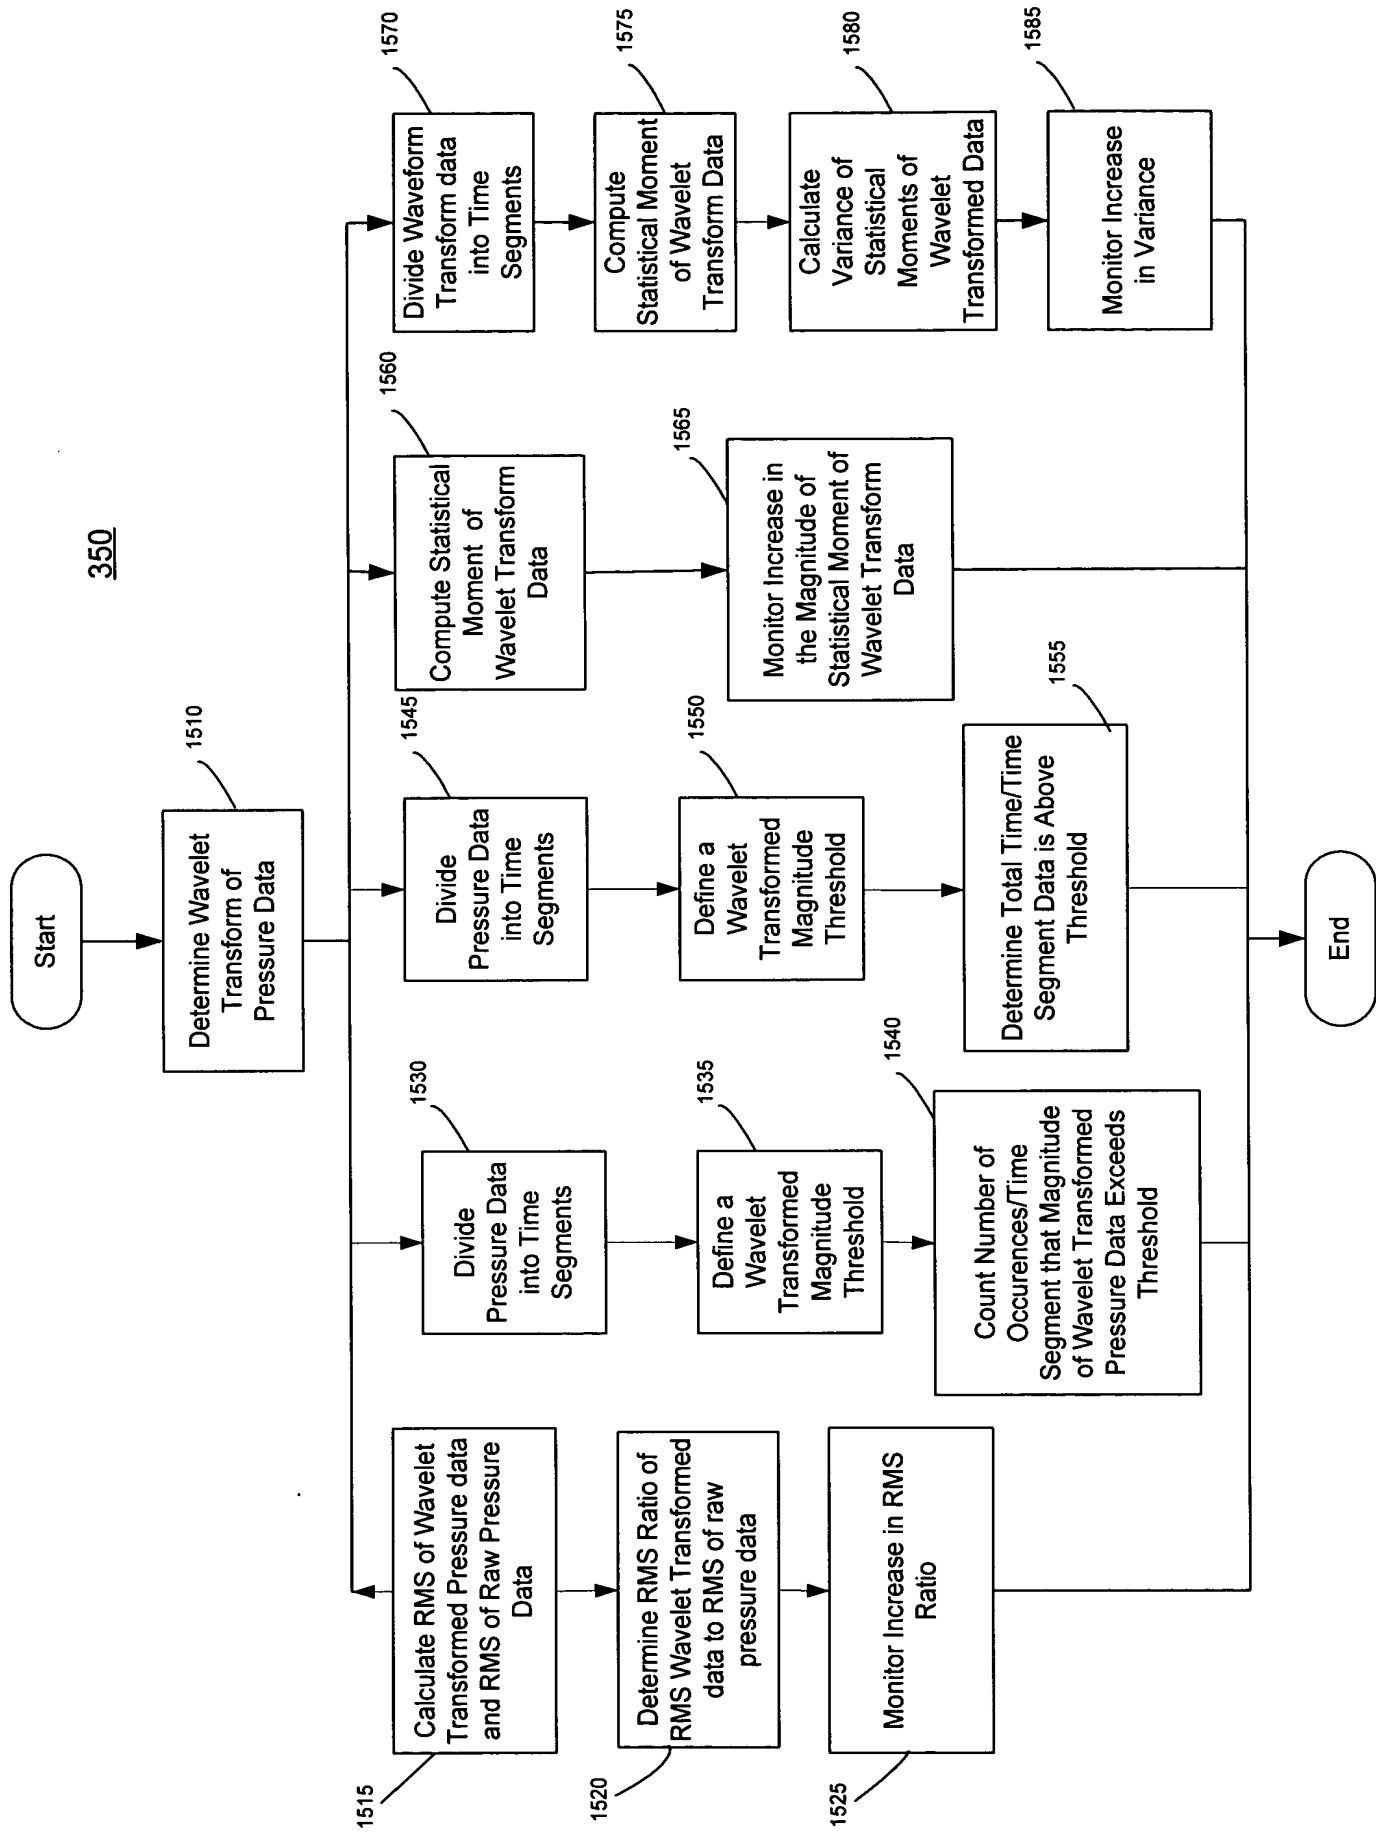 350
Start
1510
Determine Wavelet
Transform of
Pressure Data
1515
Calculate RMS of Wavelet
Transformed Pressure data
and RMS of Raw Pressure
Data
1520
Determine RMS Ratio of
RMS Wavelet Transformed
data to RMS of raw
pressure data
1525
Monitor Increase in RMS
Ratio
1530
Divide
Pressure Data
into Time
Segments
1535
Define a
Wavelet
Transformed
Magnitude
Threshold
1540
Count Number of
Occurences/Time
Segment that Magnitude
of Wavelet Transformed
Pressure Data Exceeds
Threshold
1545
Divide
Pressure Data
into Time
Segments
1550
Define a
Wavelet
Transformed
Magnitude
Threshold
1555
Determine Total Time/Time
Segment Data is Above
Threshold
1560
Compute Statistical
Moment of
Wavelet Transform
Data
1565
Monitor Increase in
the Magnitude of
Statistical Moment of
Wavelet Transform
Data
1570
Divide Waveform
Transform data
into Time
Segments
1575
Compute
Statistical Moment
of Wavelet
Transform Data
1580
Calculate
Variance of
Statistical
Moments of
Wavelet
Transformed Data
1585
Monitor Increase
in Variance
End